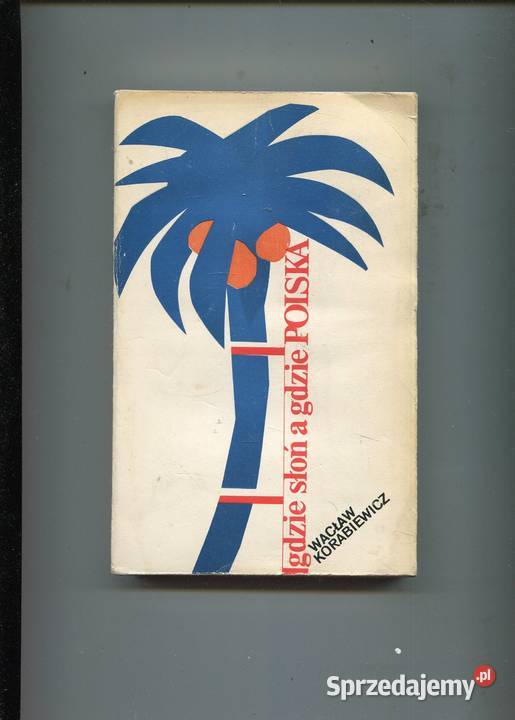 gdzie słoń a gdzie POLSKA
WACŁAW
KORABIEWICZ
Sprzedajemy.pl